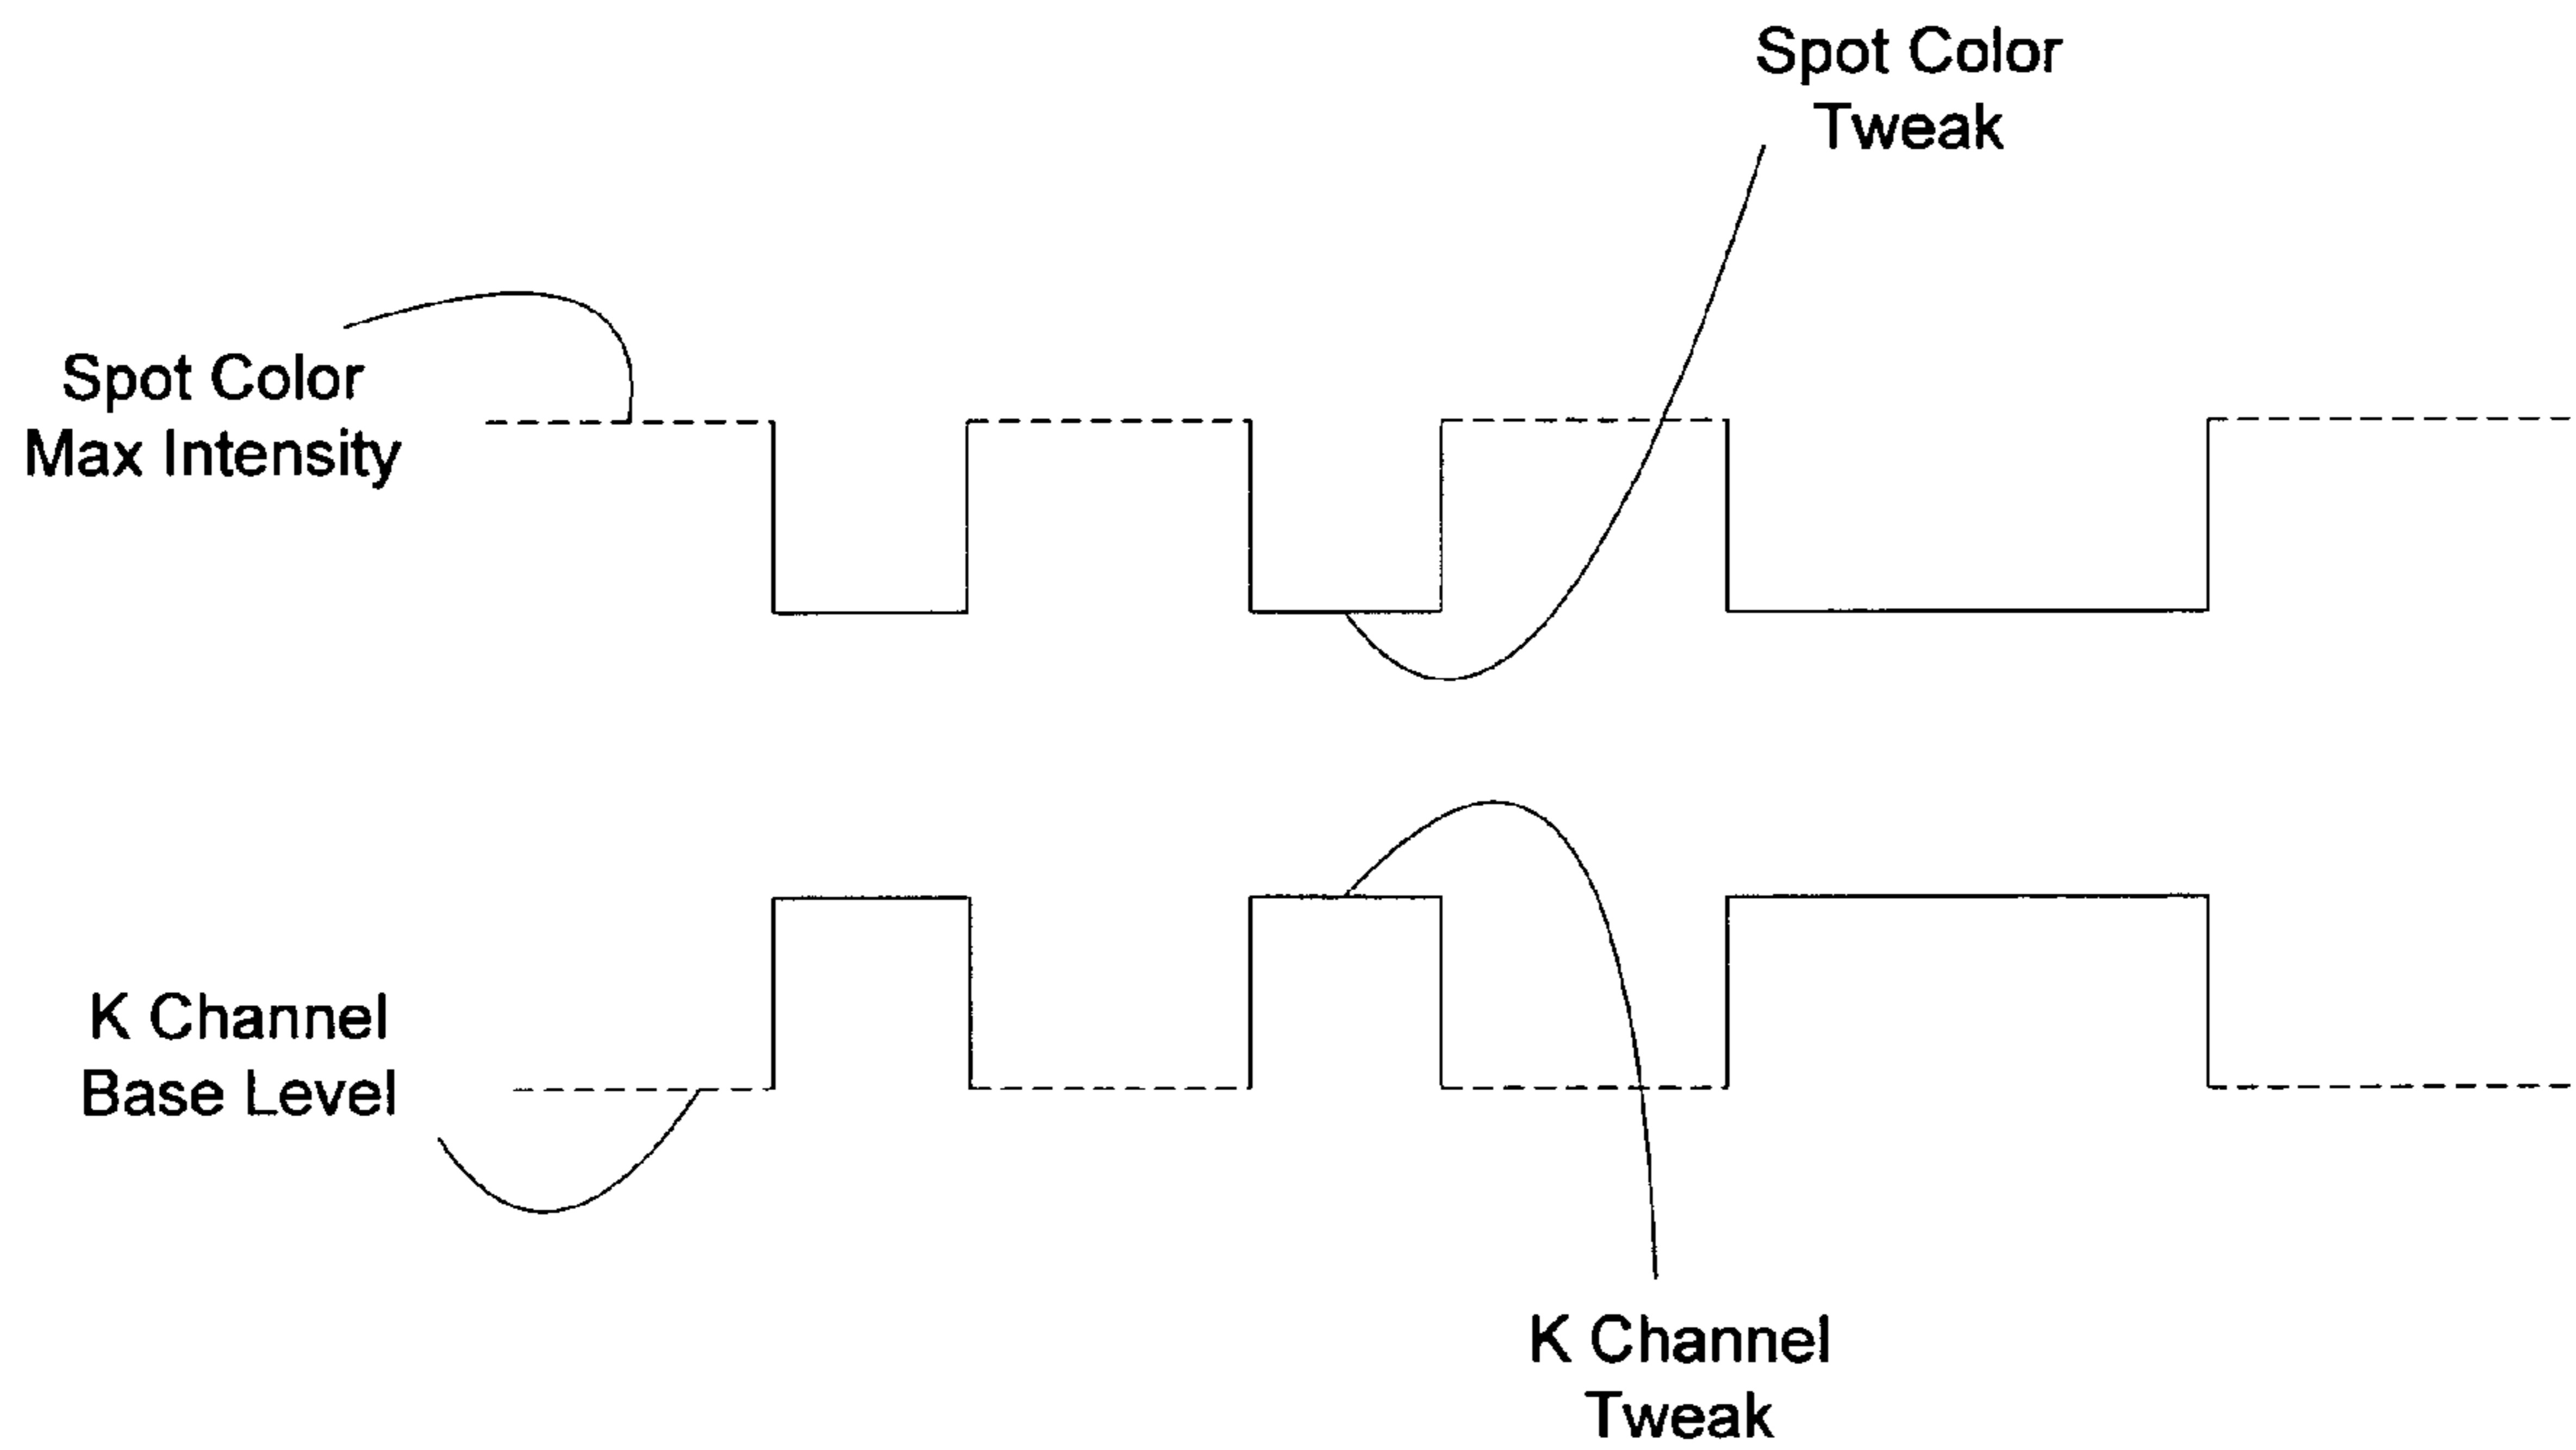 Spot Color
Tweak
Spot Color
Max Intensity
K Channel
Base Level
K Channel
Tweak